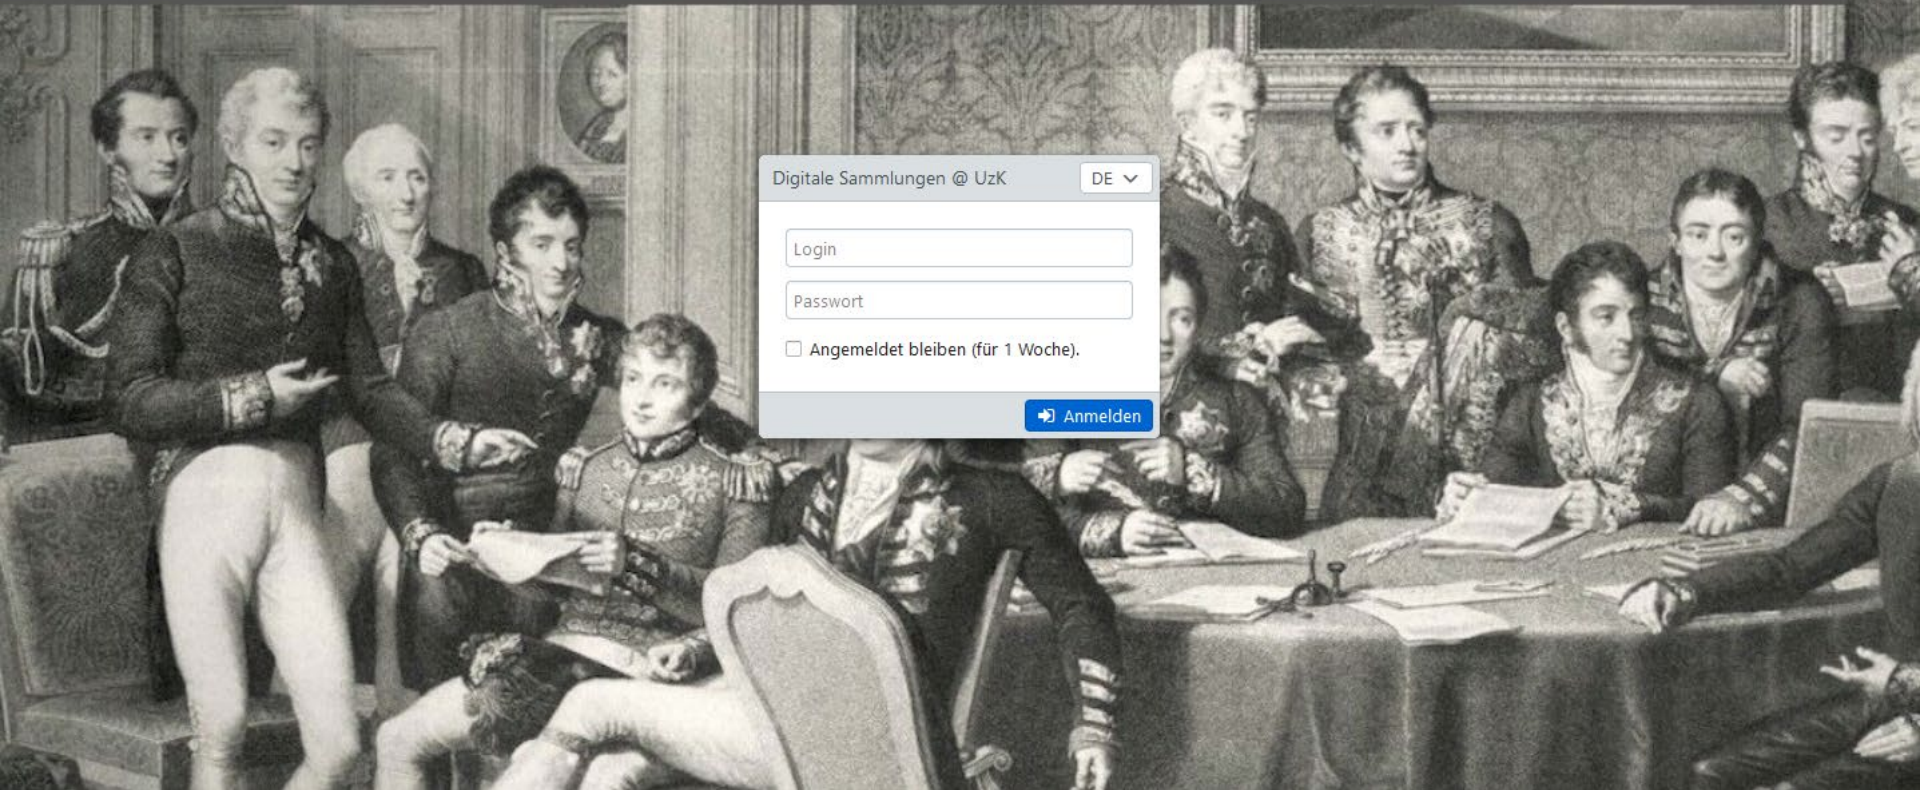 Digitale Sammlungen @ UzK
DE
Login
Passwort
Angemeldet bleiben (für 1 Woche).
Anmelden